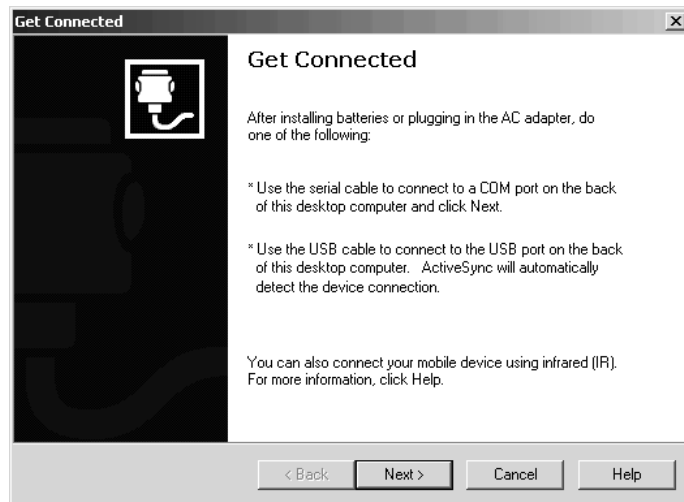 Get Connected
Get Connected
After installing batteries or plugging in the AC adapter, do
one of the following:
* Use the serial cable to connect to a COM port on the back
of this desktop computer and click Next.
* Use the USB cable to connect to the USB port on the back
of this desktop computer.   ActiveSync will automatically
detect the device connection.
You can also connect your mobile device using infrared (IR).
For more information, click Help.
< Back Next > Cancel Help